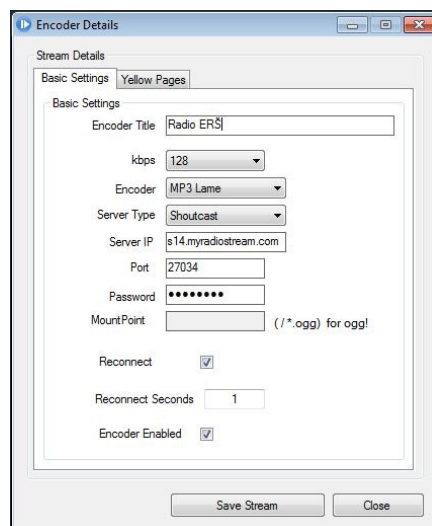 Encoder Details
Stream Details
Basic Settings Yellow Pages
Basic Settings
Encoder Title Radio ERŠ
kbps 128
Encoder MP3 Lame
Server Type Shoutcast
Server IP s14.myradiostream.com
Port 27034
Password ●●●●●●●●
MountPoint ( / *.ogg) for ogg!
Reconnect
Reconnect Seconds 1
Encoder Enabled
Save Stream Close